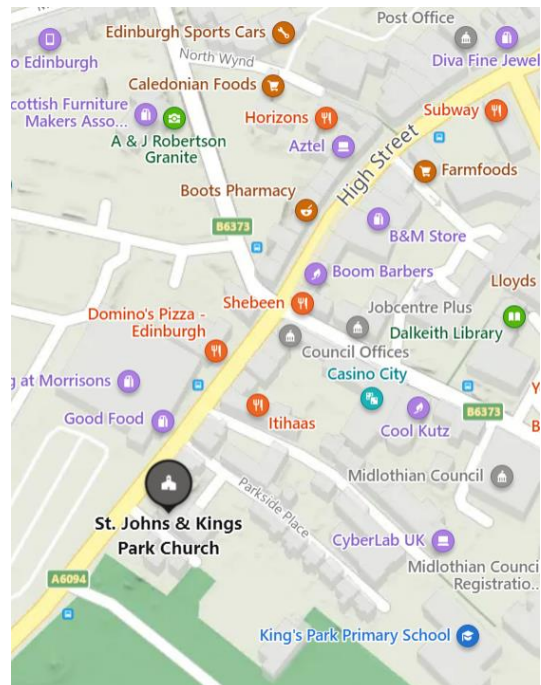 Post Office
Edinburgh Sports Cars
o Edinburgh
North Wynd
Diva Fine Jewel
Caledonian Foods
cottish Furniture
Makers Asso...
Horizons
Subway
A & J Robertson
Granite
Aztel
High Street
Farmfoods
Boots Pharmacy
B6373
B&M Store
Boom Barbers
Lloyds
Shebeen
Jobcentre Plus
Domino's Pizza -
Edinburgh
Dalkeith Library
Council Offices
g at Morrisons
Casino City
Y
B6373
Good Food
Itihaas
Cool Kutz
B
Parkside Place
Midlothian Council
St. Johns & Kings
Park Church
CyberLab UK
A6094
Midlothian Counci
Registratio...
King's Park Primary School